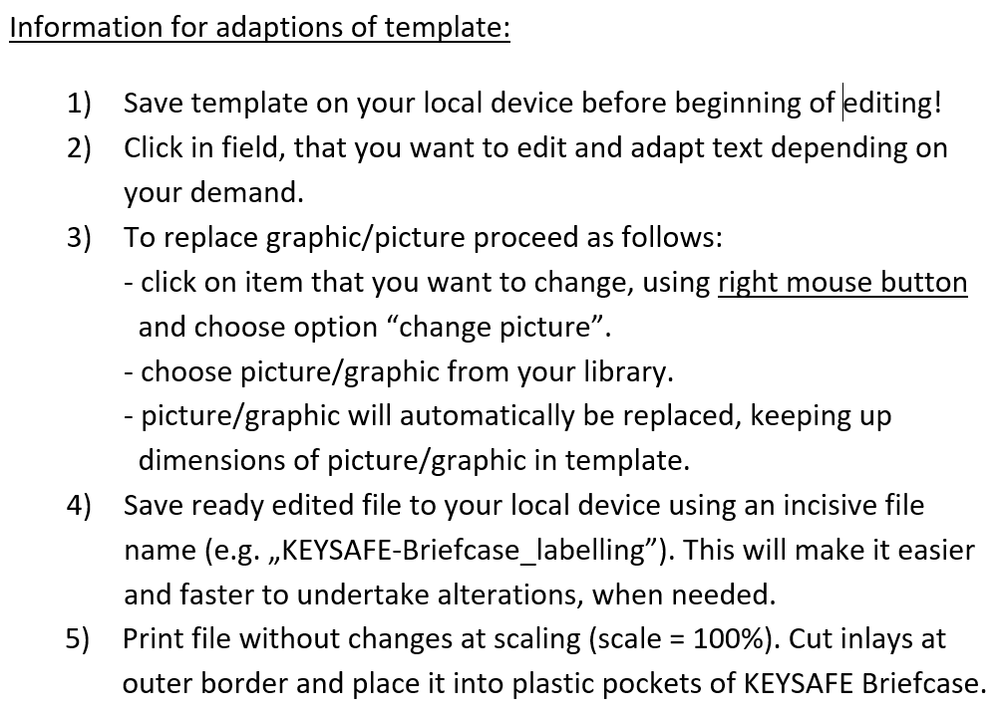 Information for adaptions of template:
1) Save template on your local device before beginning of editing!
2) Click in field, that you want to edit and adapt text depending on
your demand.
3) To replace graphic/picture proceed as follows:
- click on item that you want to change, using right mouse button
and choose option “change picture”.
- choose picture/graphic from your library.
- picture/graphic will automatically be replaced, keeping up
dimensions of picture/graphic in template.
4) Save ready edited file to your local device using an incisive file
name (e.g. „KEYSAFE-Briefcase_labelling”). This will make it easier
and faster to undertake alterations, when needed.
5) Print file without changes at scaling (scale = 100%). Cut inlays at
outer border and place it into plastic pockets of KEYSAFE Briefcase.